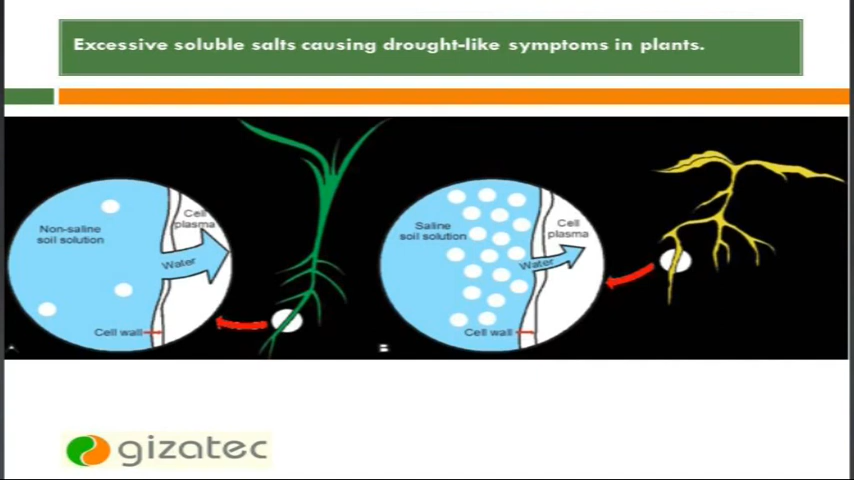 Excessive soluble salts causing drought-like symptoms in plants.
Non-saline
soil solution
Cell
plasma
Water
Cell wall
A
Saline
soil solution
Cell
plasma
Water
Cell wall
B
gizatec